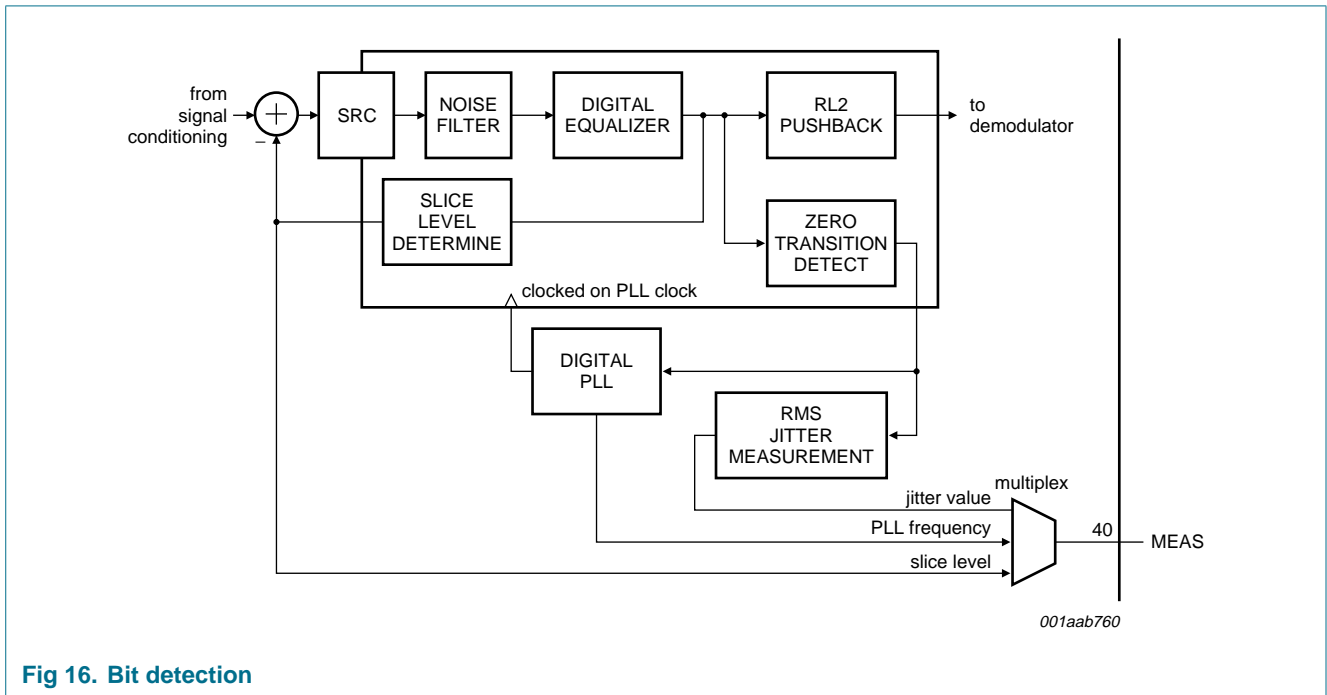 from
signal
conditioning
+
–
SRC
NOISE
FILTER
DIGITAL
EQUALIZER
RL2
PUSHBACK
to
demodulator
SLICE
LEVEL
DETERMINE
ZERO
TRANSITION
DETECT
clocked on PLL clock
DIGITAL
PLL
RMS
JITTER
MEASUREMENT
multiplex
jitter value
PLL frequency
slice level
40
MEAS
001aab760
Fig 16. Bit detection